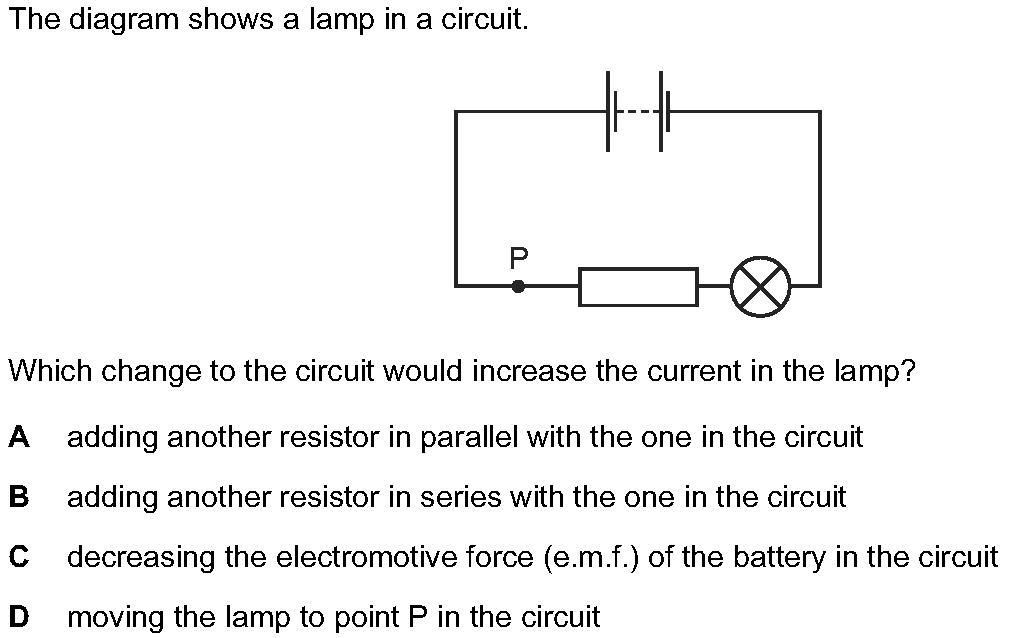 The diagram shows a lamp in a circuit.
P
Which change to the circuit would increase the current in the lamp?
A adding another resistor in parallel with the one in the circuit
B adding another resistor in series with the one in the circuit
C decreasing the electromotive force (e.m.f.) of the battery in the circuit
D moving the lamp to point P in the circuit